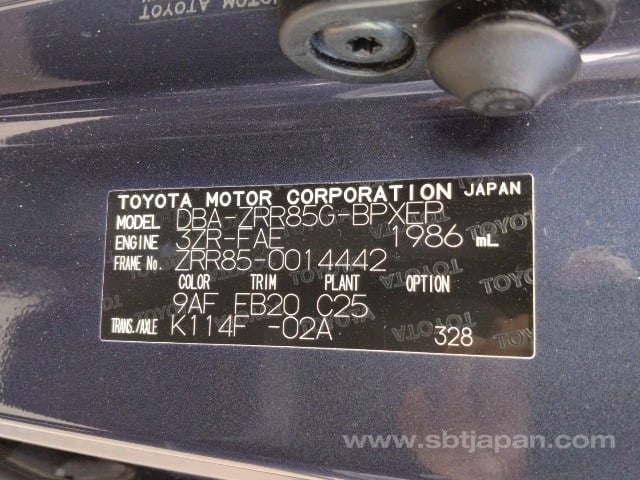 TOYOTA MOTOR CORPORATION JAPAN
MODEL DBA-ZRR85G-BPXEP
ENGINE 3ZR-FAE 1986 mL
FRAME No. ZRR85-0014442
COLOR TRIM PLANT OPTION
9AF EB20 C25
TRANS./AXLE K114F -02A 328
www.sbtjapan.com